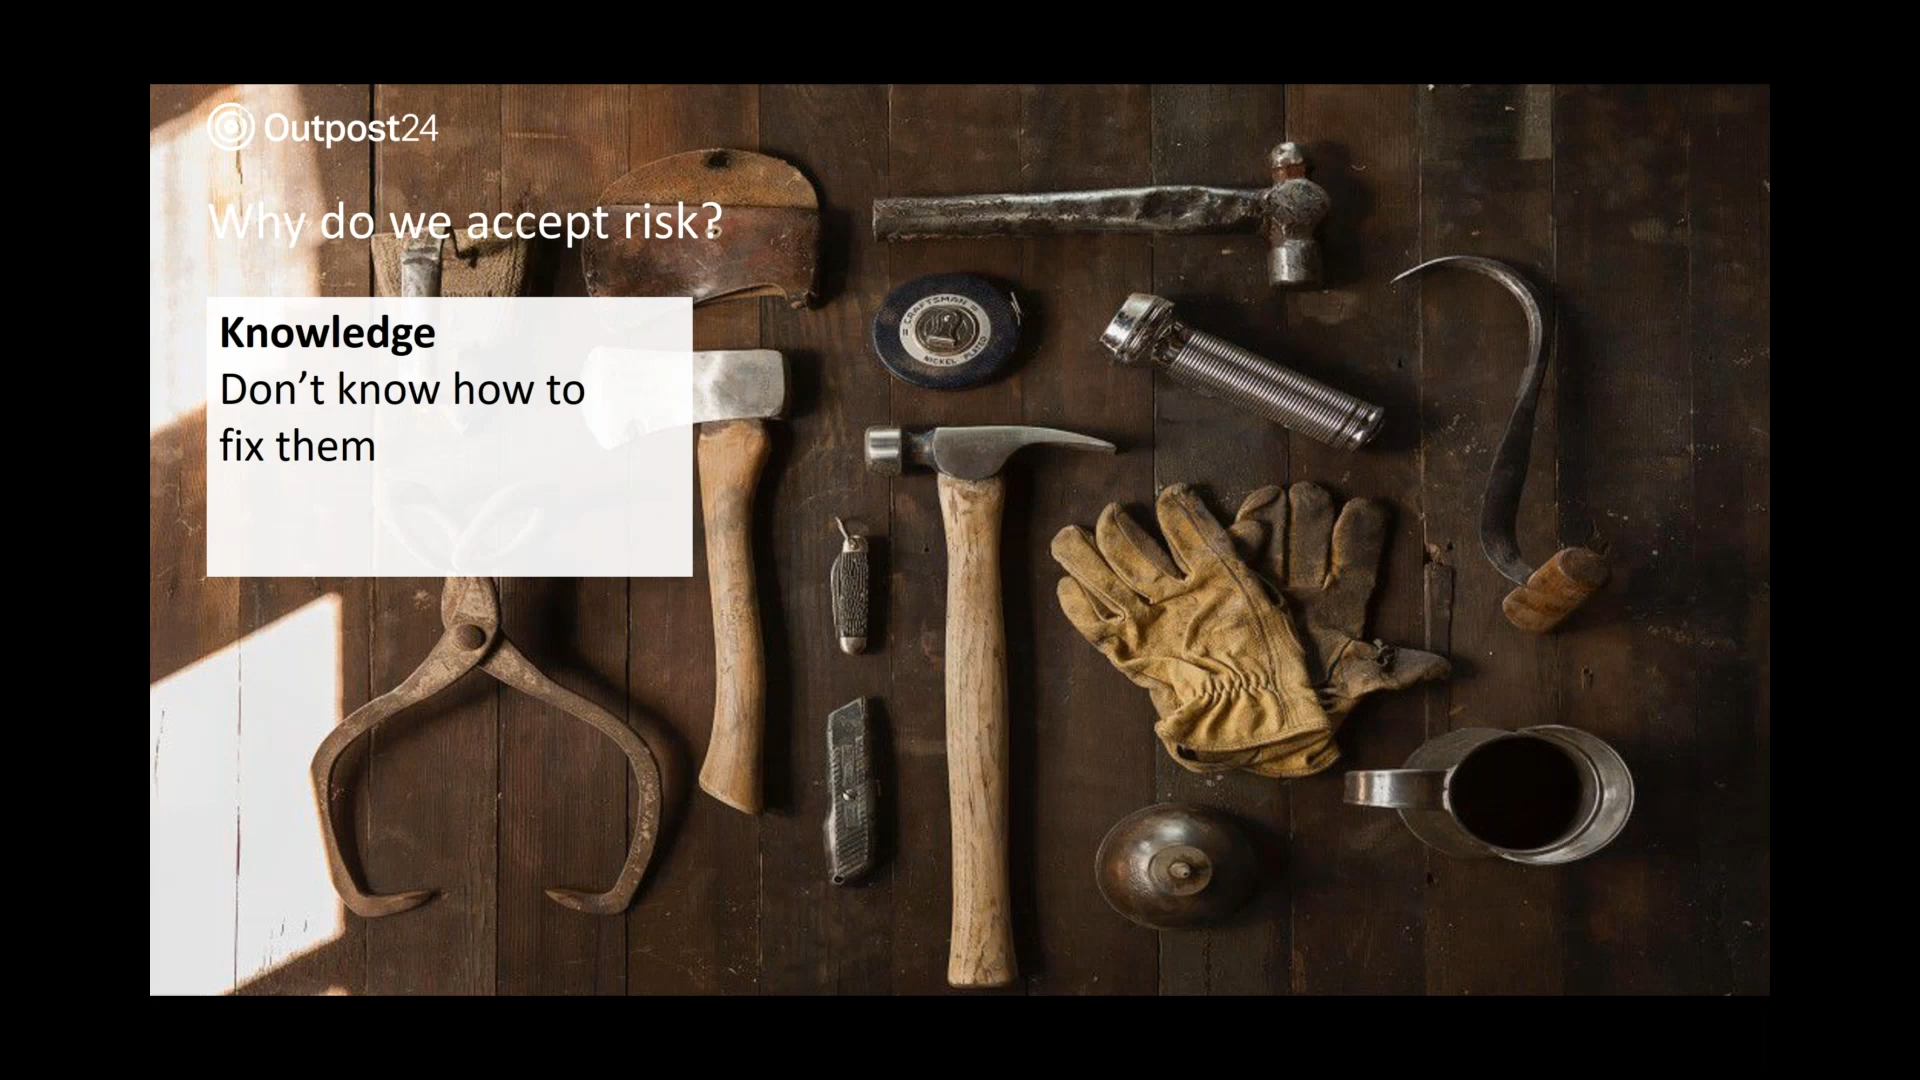 Outpost24
Why do we accept risk?
Knowledge
Don’t know how to
fix them
CRAFTSMAN
NICKEL PLATED